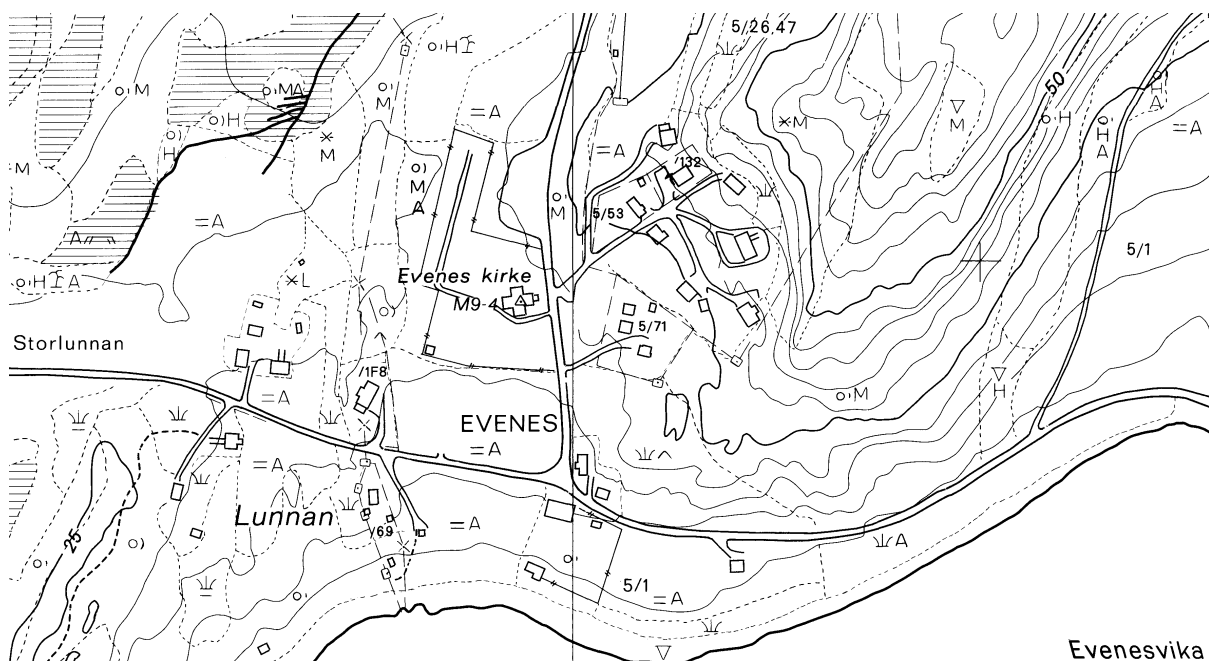 5/26,47
H
50
M
MA
M
H
A
M
M
H
H
A
H
A
A
H
M
A
M
/132
M
A
M
5/53
A
A
5/1
H A
L
Evenes kirke
M9-4
5/71
Storlunnan
/1F8
H
A
M
EVENES
A
A
25
Lunnan
A
/69
A
5/1
A
Evenesvika